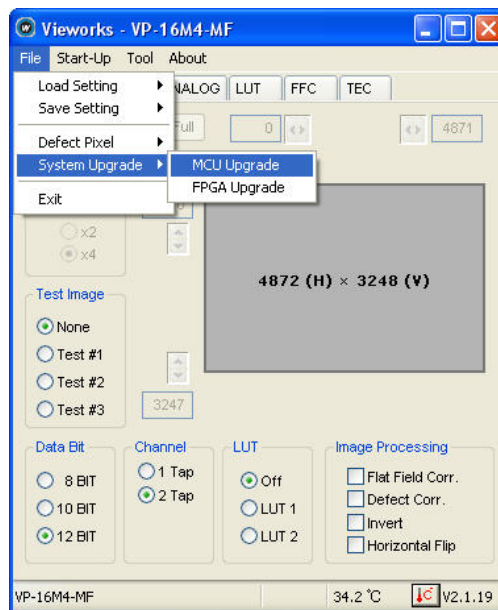 Vieworks - VP-16M4-MF
File Start-Up Tool About
NALOG LUT FFC TEC
Load Setting
Save Setting
Defect Pixel
System Upgrade
Exit
MCU Upgrade
FPGA Upgrade
Full 0 4871
x2
x4
4872 (H) × 3248 (V)
Test Image
None
Test #1
Test #2
Test #3
3247
Data Bit
8 BIT
10 BIT
12 BIT
Channel
1 Tap
2 Tap
LUT
Off
LUT 1
LUT 2
Image Processing
Flat Field Corr.
Defect Corr.
Invert
Horizontal Flip
VP-16M4-MF 34.2 ℃ V2.1.19